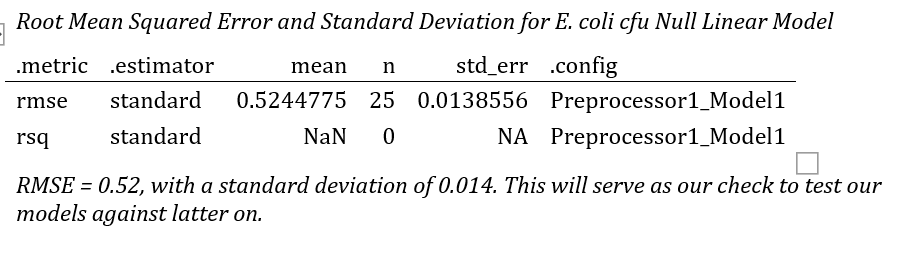 Root Mean Squared Error and Standard Deviation for E. coli cfu Null Linear Model
.metric .estimator mean n std_err .config
rmse standard 0.5244775 25 0.0138556 Preprocessor1_Model1
rsq standard NaN 0 NA Preprocessor1_Model1
RMSE = 0.52, with a standard deviation of 0.014. This will serve as our check to test our
models against latter on.